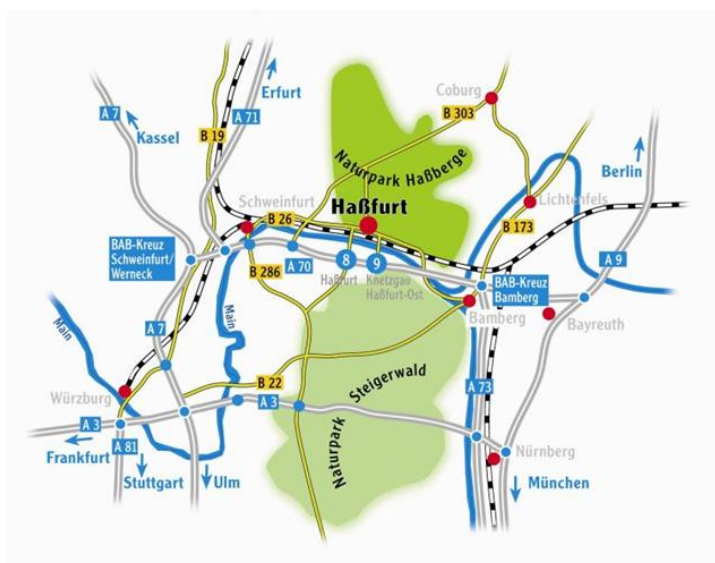 Erfurt
Coburg
A 7
A 71
B 303
Kassel
B 19
Naturpark Haßberge
Berlin
Schweinfurt
Haßfurt
Lichtenfels
B 26
B 173
BAB-Kreuz
Schweinfurt/
Werneck
A 70
8
9
A 9
B 286
Haßfurt
Knetzgau
Haßfurt-Ost
BAB-Kreuz
Bamberg
Main
Main
A 7
Bamberg
Bayreuth
B 22
Steigerwald
A 73
Würzburg
A 3
A 3
Naturpark
A 81
Frankfurt
Nürnberg
Stuttgart
Ulm
München